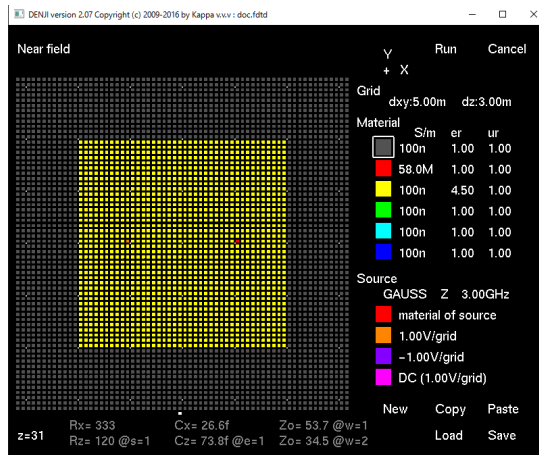 DENJI version 2.07 Copyright (c) 2009-2016 by Kappa v.v.v : doc.fdtd
Near field
Y
+ X
Run Cancel
Grid
dxy:5.00m dz:3.00m
Material
S/m er ur
100n 1.00 1.00
58.0M 1.00 1.00
100n 4.50 1.00
100n 1.00 1.00
100n 1.00 1.00
100n 1.00 1.00
Source
GAUSS Z 3.00GHz
material of source
1.00V/grid
-1.00V/grid
DC (1.00V/grid)
New Copy Paste
Load Save
z=31
Rx= 333 Cx= 26.6f Zo= 53.7 @w=1
Rz= 120 @s=1 Cz= 73.8f @e=1 Zo= 34.5 @w=2